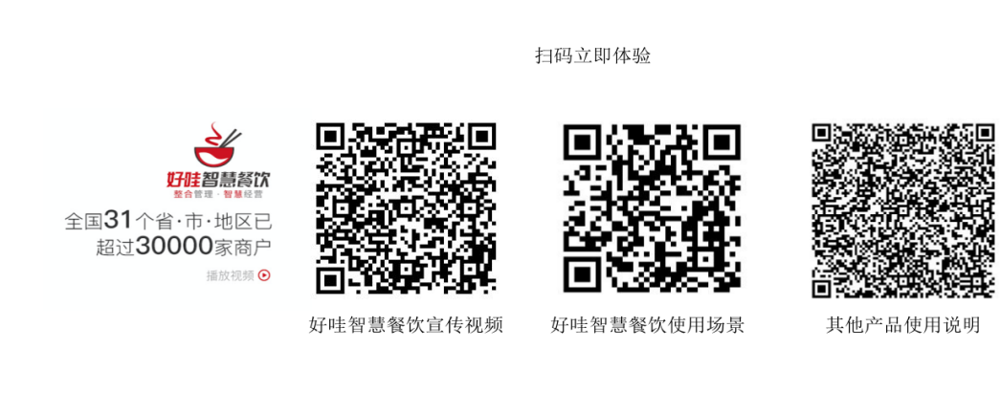 扫码立即体验
好哇智慧餐饮
整合管理·智慧经营
全国31个省·市·地区已
超过30000家商户
播放视频
好哇智慧餐饮宣传视频
好哇智慧餐饮使用场景
其他产品使用说明